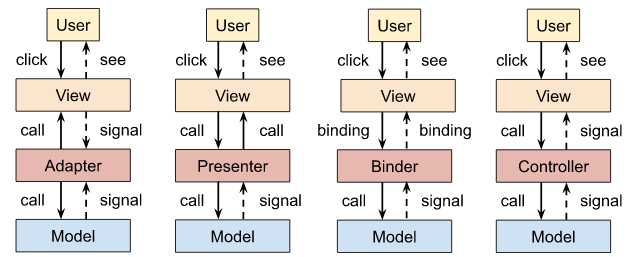 User User User User
click see click see click see click see
View View View View
call signal call call binding binding call signal
Adapter Presenter Binder Controller
call signal call signal call signal call signal
Model Model Model Model